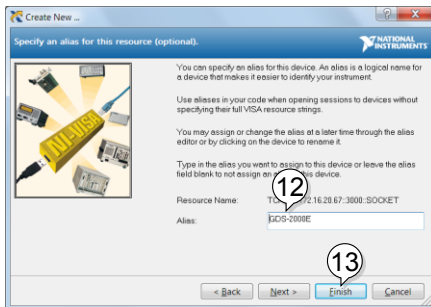 Create New ...
Specify an alias for this resource (optional).
NATIONAL
INSTRUMENTS
You can specify an alias for this device. An alias is a logical name for
a device that makes it easier to identify your instrument.
Use aliases in your code when opening sessions to devices without
specifying their full VISA resource strings.
You may assign or change the alias at a later time through the alias
editor or by clicking on the device to rename it.
Type in the alias you want to assign to this device or leave the alias
field blank to not assign an this device.
NI-VISA
12
Resource Name: 72.16.20.67::3000::SOCKET
Alias: GDS-2000E
13
< Back Next > Finish Cancel